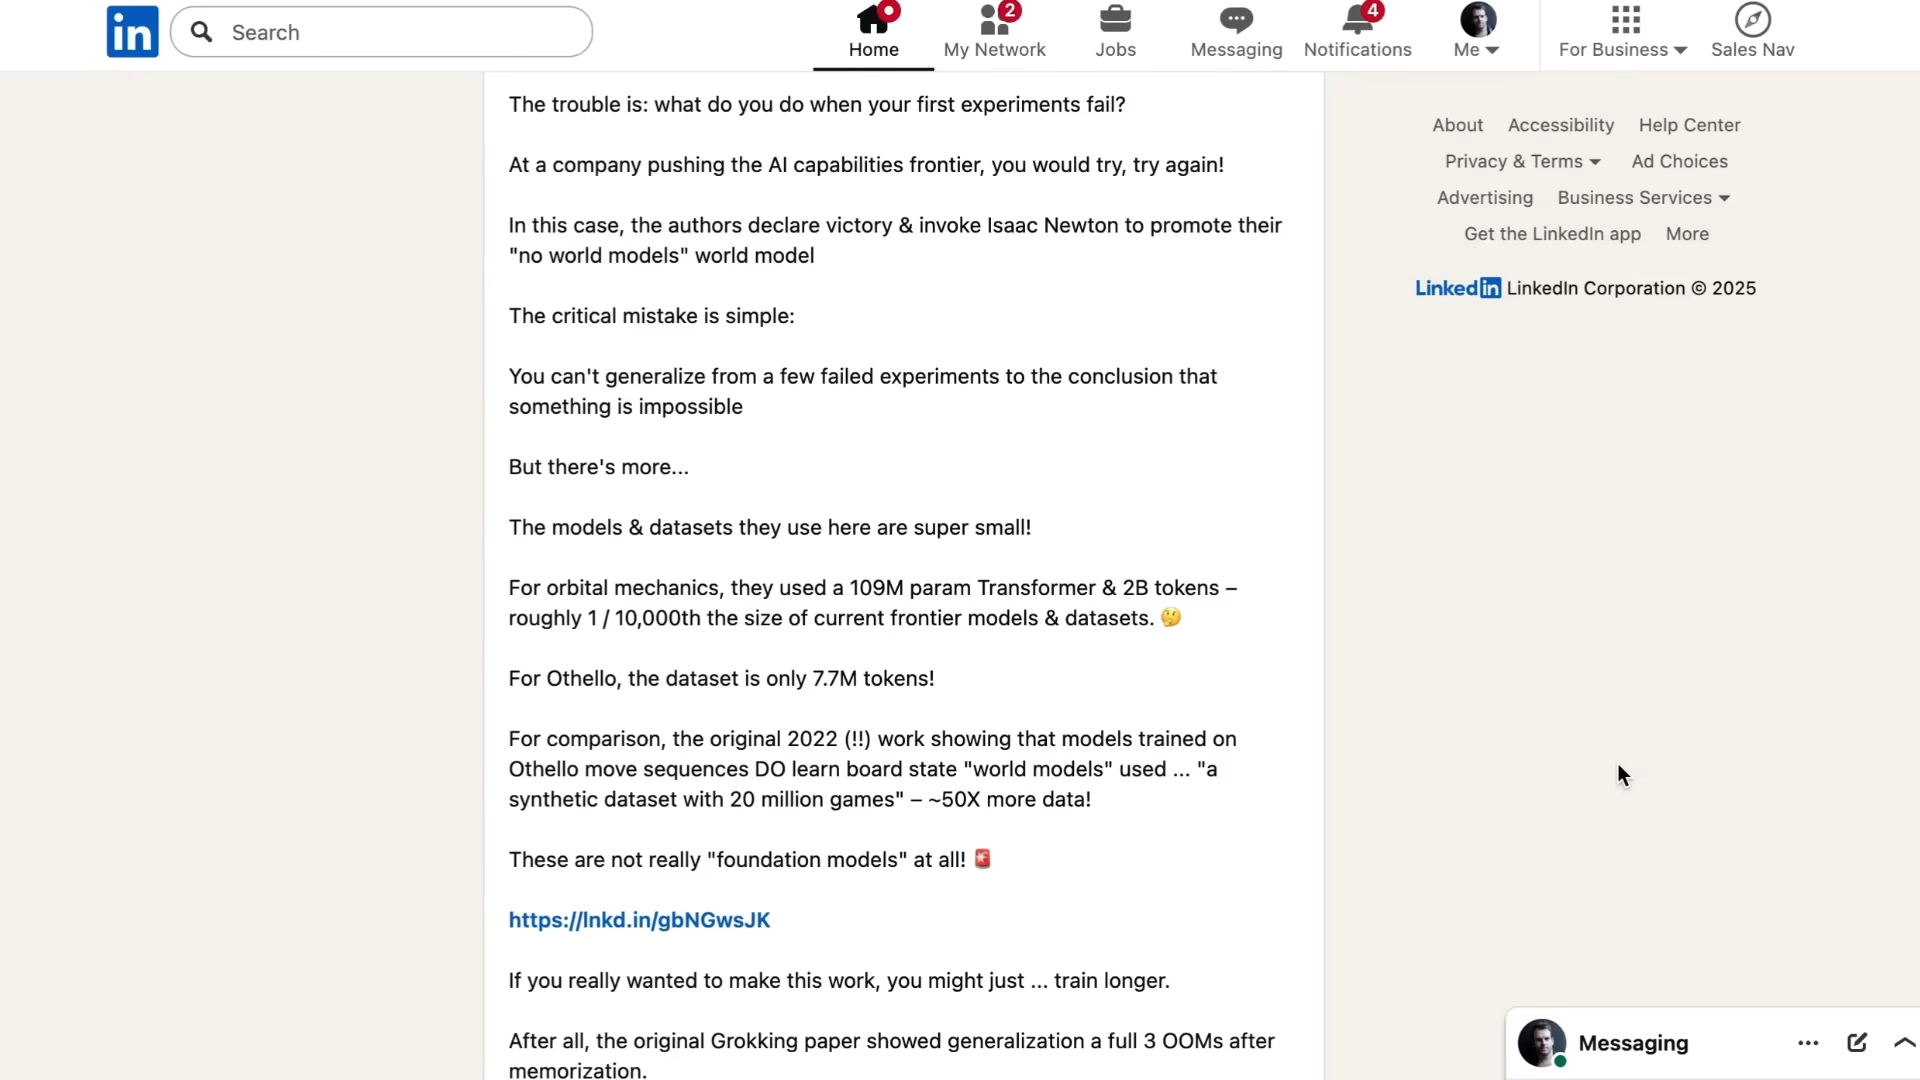 in
Search
Home
2
My Network
Jobs
Messaging
4
Notifications
Me
For Business
Sales Nav
The trouble is: what do you do when your first experiments fail?
At a company pushing the AI capabilities frontier, you would try, try again!
In this case, the authors declare victory & invoke Isaac Newton to promote their
"no world models" world model
The critical mistake is simple:
You can't generalize from a few failed experiments to the conclusion that
something is impossible
But there's more...
The models & datasets they use here are super small!
For orbital mechanics, they used a 109M param Transformer & 2B tokens –
roughly 1 / 10,000th the size of current frontier models & datasets. 🤔
For Othello, the dataset is only 7.7M tokens!
For comparison, the original 2022 (!!) work showing that models trained on
Othello move sequences DO learn board state "world models" used ... "a
synthetic dataset with 20 million games" – ~50X more data!
These are not really "foundation models" at all! 🚨
https://lnkd.in/gbNGwsJK
If you really wanted to make this work, you might just ... train longer.
After all, the original Grokking paper showed generalization a full 3 OOMs after
memorization.
About Accessibility Help Center
Privacy & Terms Ad Choices
Advertising Business Services
Get the LinkedIn app More
LinkedIn LinkedIn Corporation © 2025
Messaging